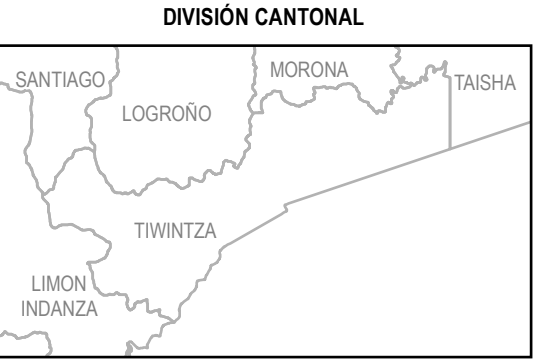 DIVISIÓN CANTONAL
MORONA
SANTIAGO
TAISHA
LOGROÑO
TIWINTZA
LIMON
INDANZA